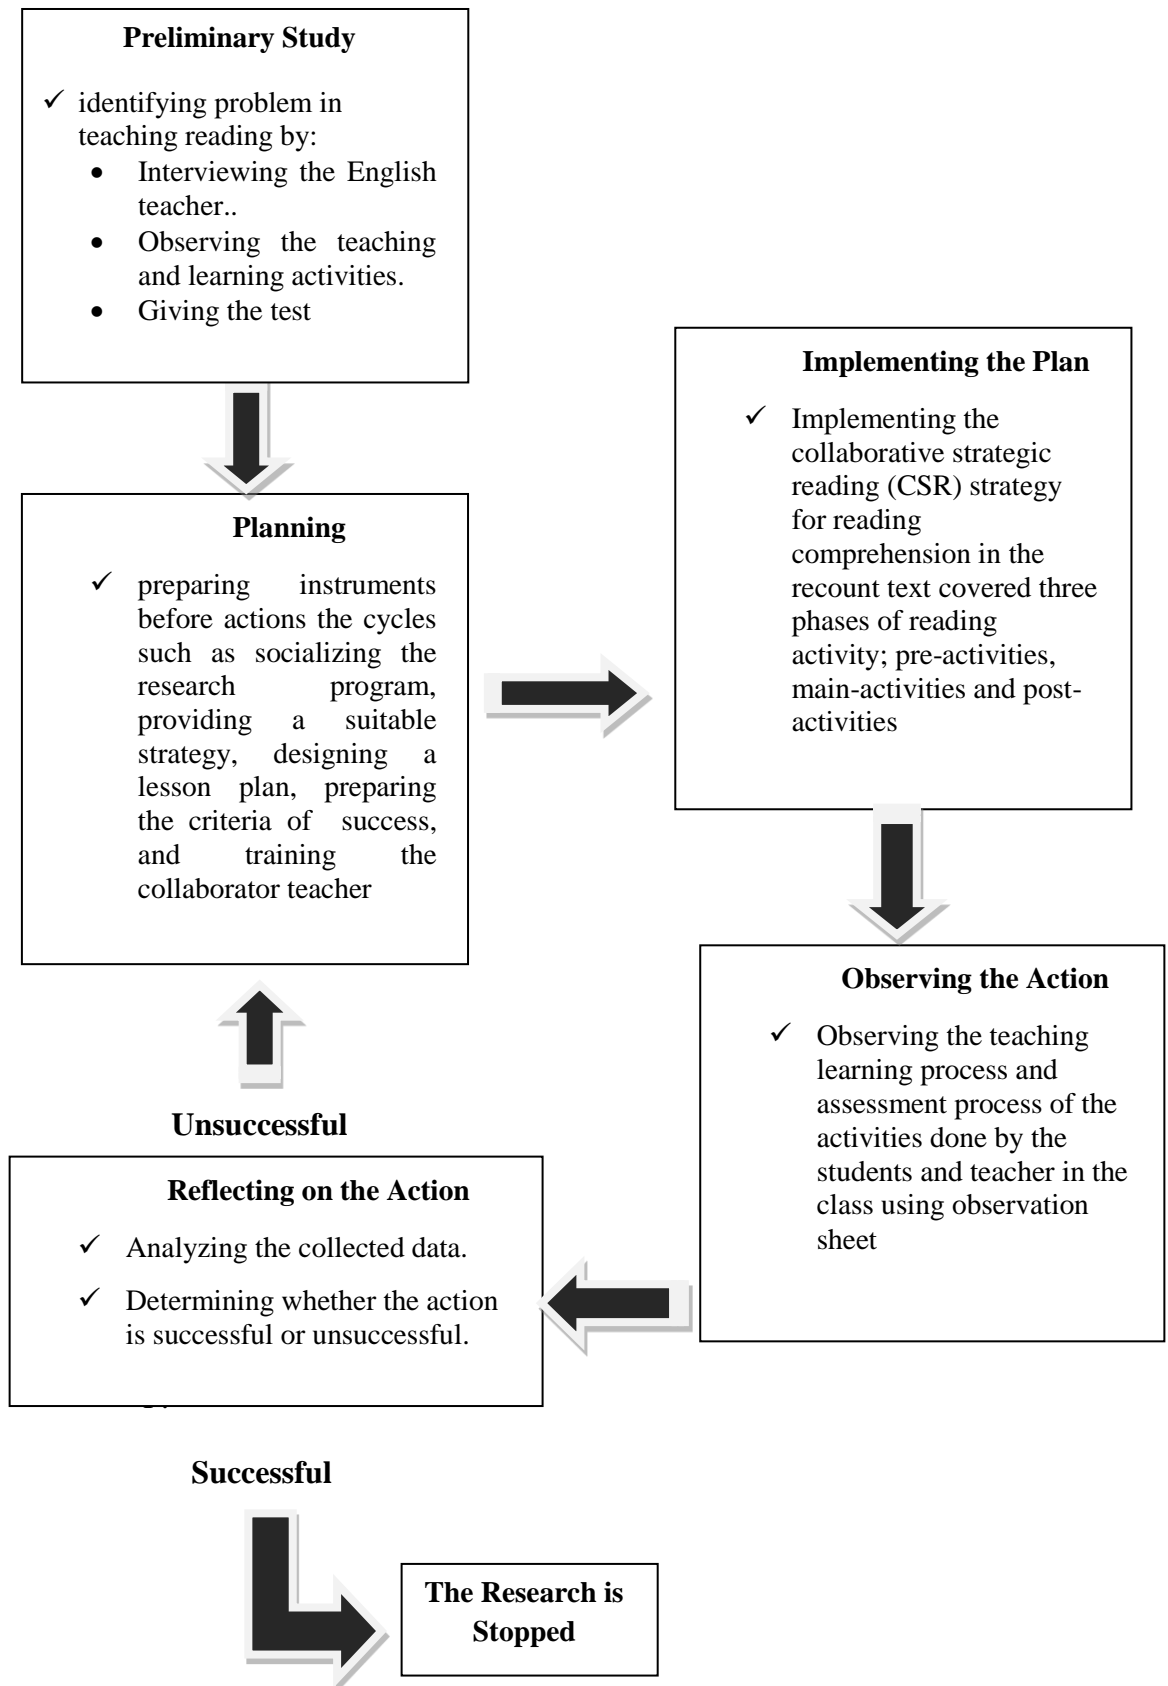 Preliminary Study
✓ identifying problem in
teaching reading by:
• Interviewing the English
teacher..
• Observing the teaching
and learning activities.
• Giving the test
Planning
✓ preparing instruments
before actions the cycles
such as socializing the
research program,
providing a suitable
strategy, designing a
lesson plan, preparing
the criteria of success,
and training the
collaborator teacher
Implementing the Plan
✓ Implementing the
collaborative strategic
reading (CSR) strategy
for reading
comprehension in the
recount text covered three
phases of reading
activity; pre-activities,
main-activities and post-
activities
Observing the Action
✓ Observing the teaching
learning process and
assessment process of the
activities done by the
students and teacher in the
class using observation
sheet
Unsuccessful
Reflecting on the Action
✓ Analyzing the collected data.
✓ Determining whether the action
is successful or unsuccessful.
Successful
The Research is
Stopped